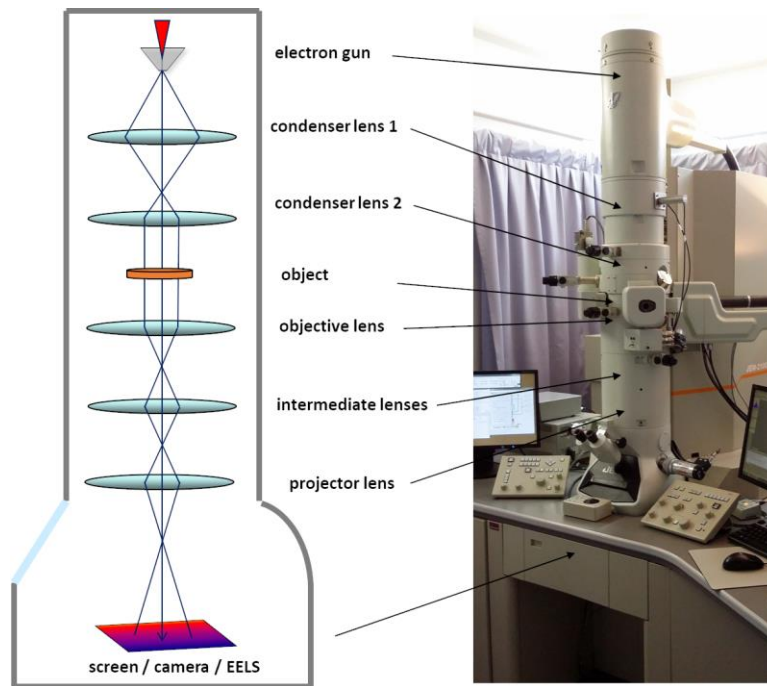 electron gun
condenser lens 1
condenser lens 2
object
objective lens
intermediate lenses
projector lens
screen / camera / EELS